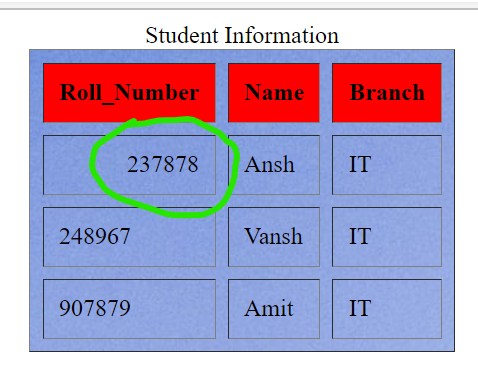 Student Information
Roll_Number Name Branch
237878 Ansh IT
248967 Vansh IT
907879 Amit IT